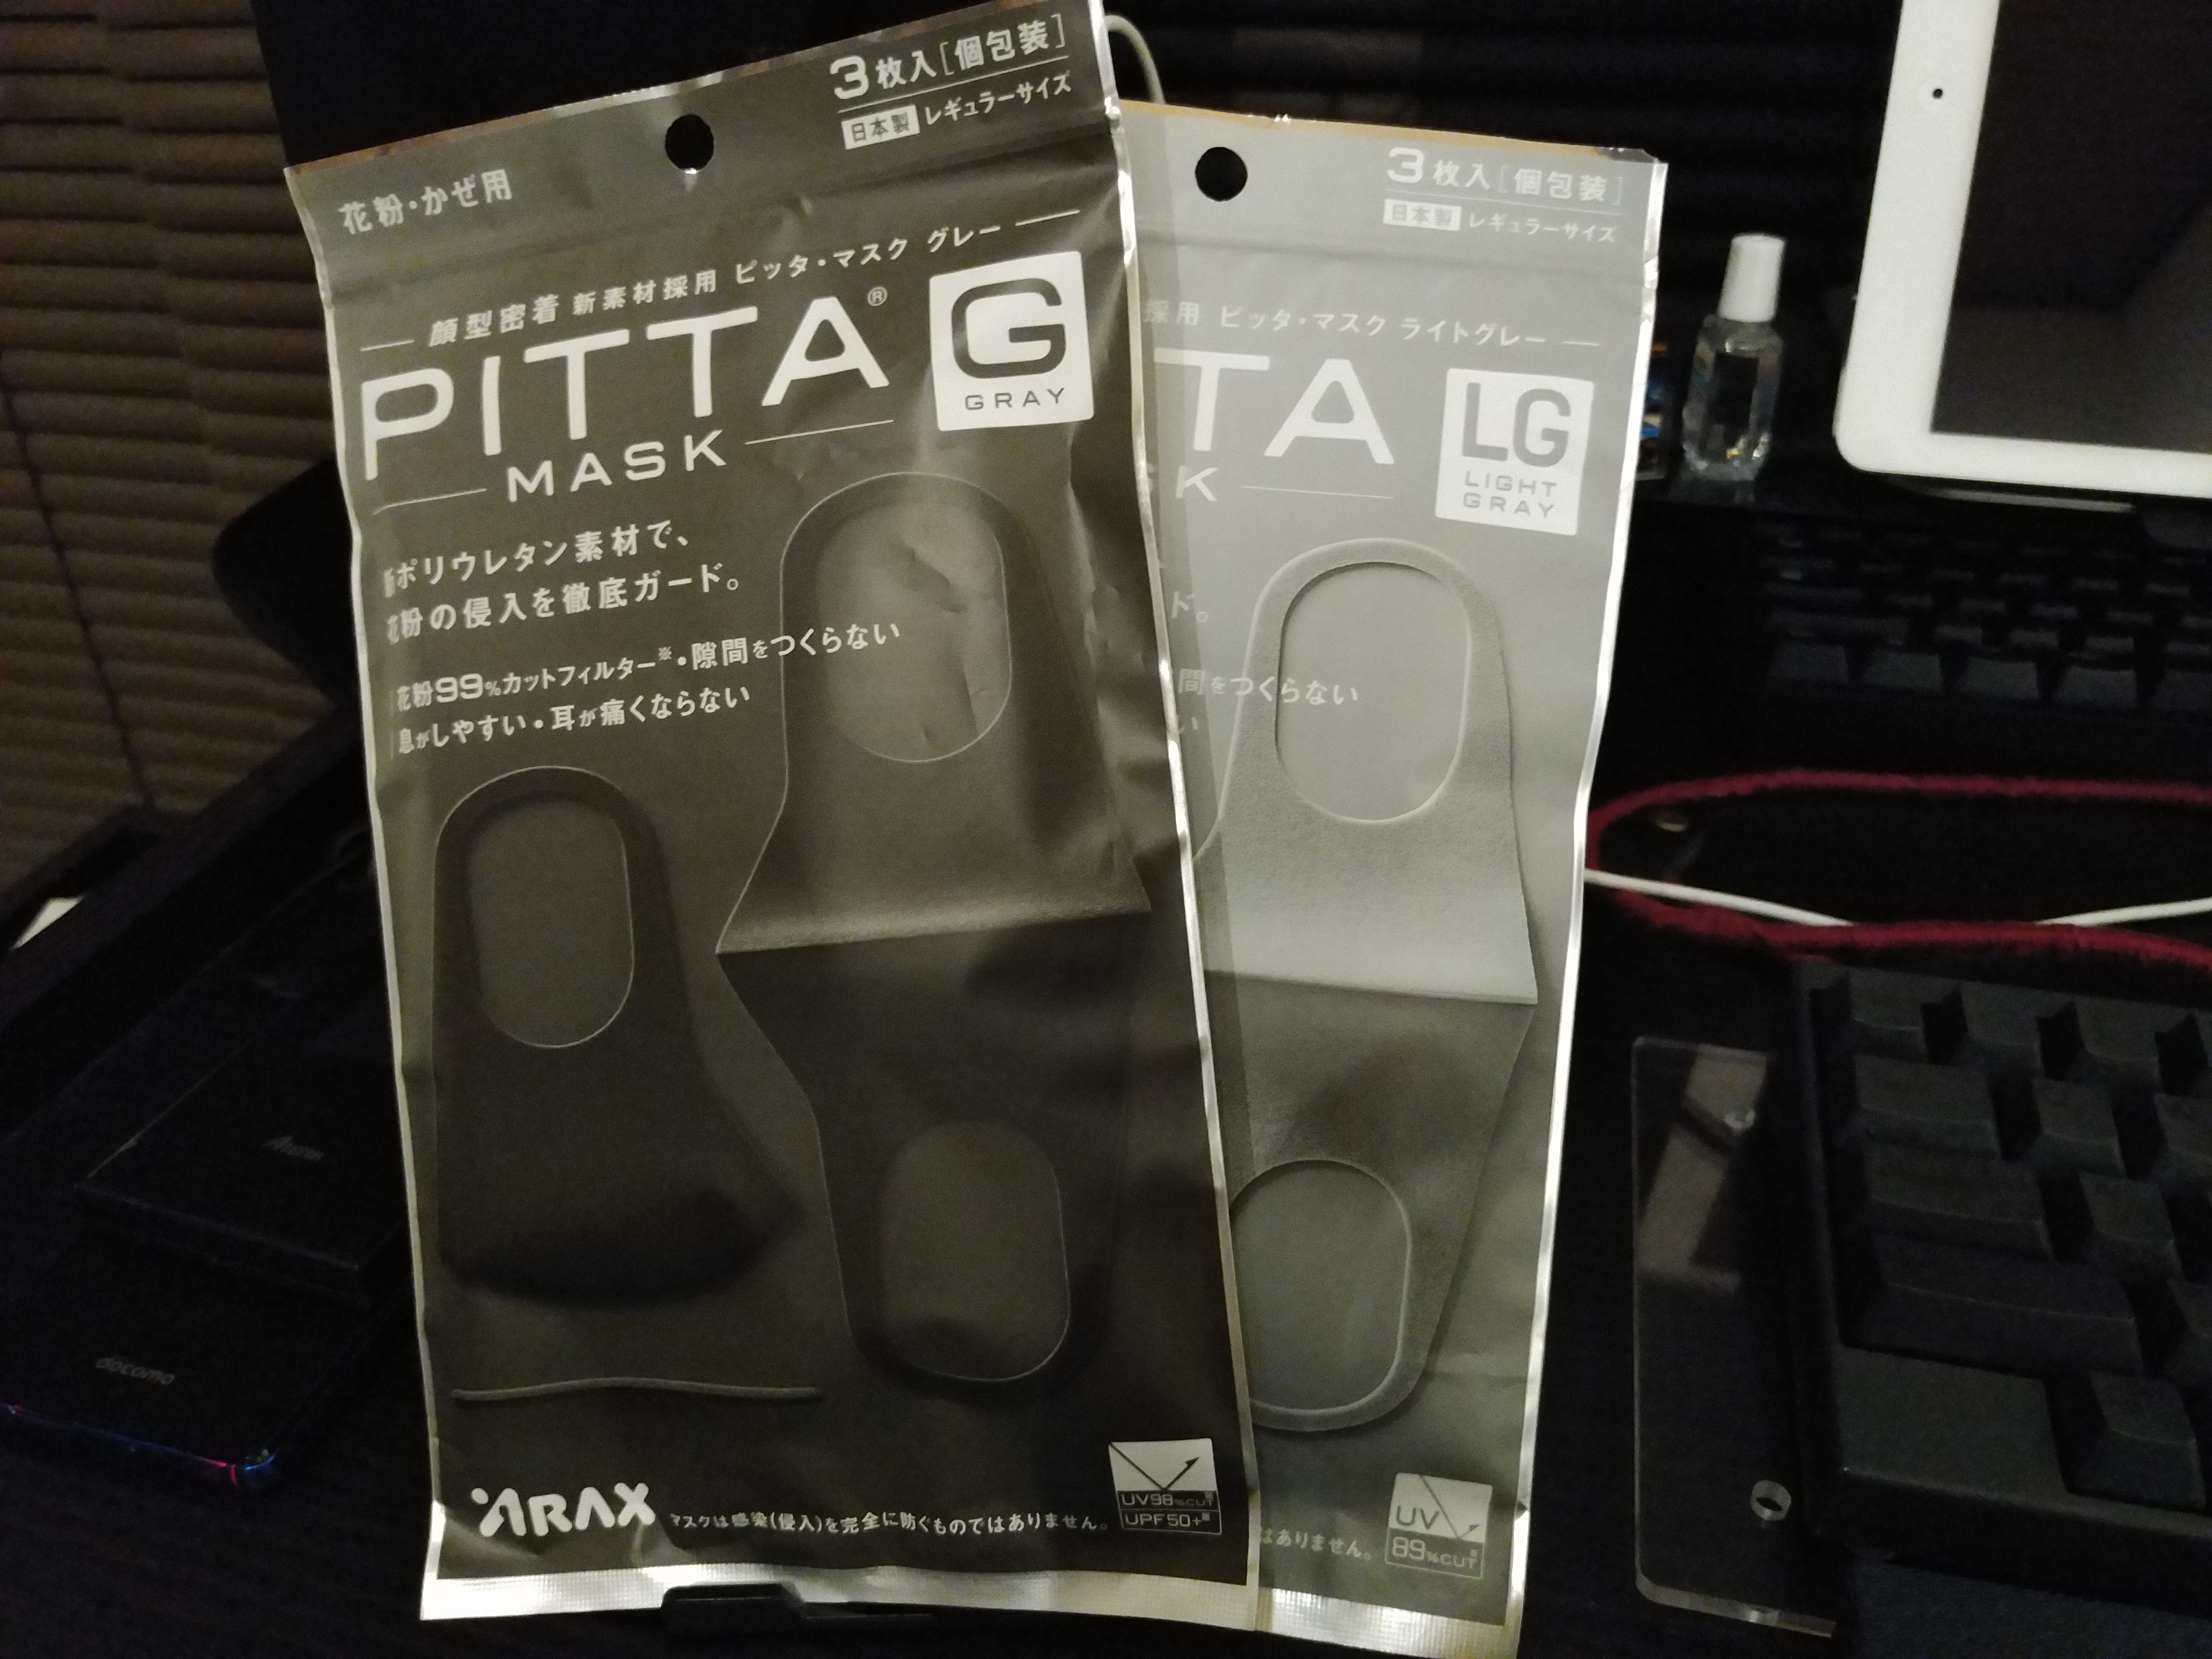 3枚入[個包装]
日本製 レギュラーサイズ
花粉・かぜ用
顔型密着 新素材採用 ピッタ・マスク グレー
PITTA®
G
GRAY
MASK
ポリウレタン素材で、
花粉の侵入を徹底ガード。
花粉99%カットフィルター※・隙間をつくらない
息がしやすい・耳が痛くならない
ARAX
マスクは感染(侵入)を完全に防ぐものではありません。
UV98%CUT※
UPF50+※
3枚入[個包装]
日本製 レギュラーサイズ
採用 ピッタ・マスク ライトグレー
TA
LG
LIGHT
GRAY
SK
ド。
間をつくらない
い
はありません。
UV
89%CUT※
docomo